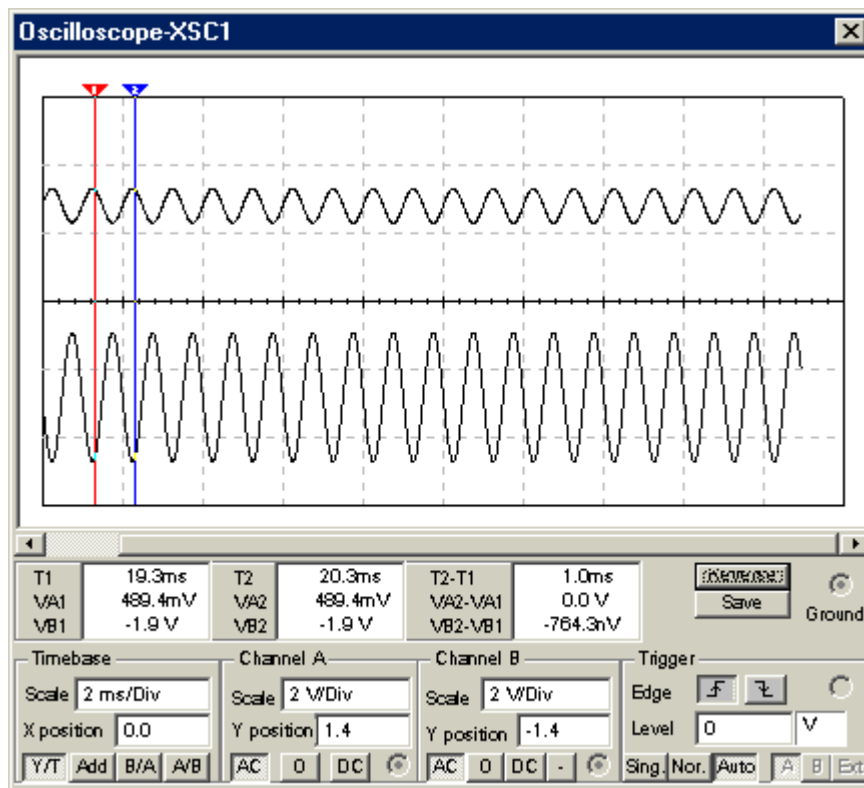 Oscilloscope-XSC1
1 2
T1 19.3ms T2 20.3ms T2-T1 1.0ms Reverse
VA1 489.4mV VA2 489.4mV VA2-VA1 0.0 V Save
VB1 -1.9 V VB2 -1.9 V VB2-VB1 -764.3nV Ground
Timebase Channel A Channel B Trigger
Scale 2 ms/Div Scale 2 V/Div Scale 2 V/Div Edge
X position 0.0 Y position 1.4 Y position -1.4 Level 0 V
Y/T Add B/A A/B AC 0 DC AC 0 DC - Sing. Nor. Auto A B Ext